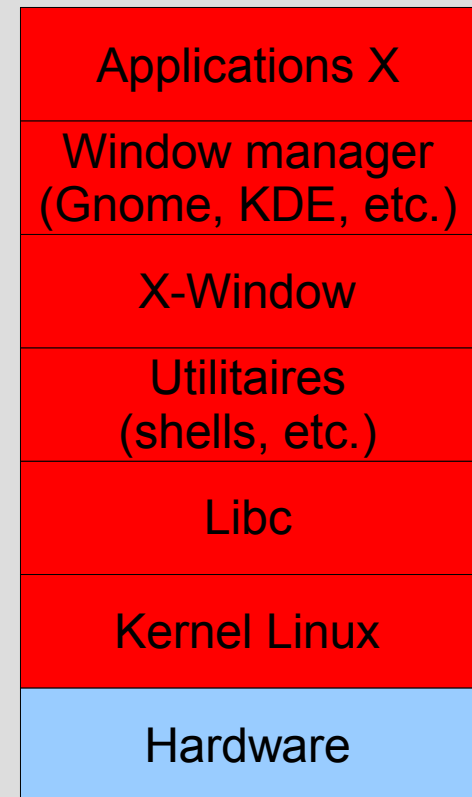 Applications X
Window manager
(Gnome, KDE, etc.)
X-Window
Utilitaires
(shells, etc.)
Libc
Kernel Linux
Hardware